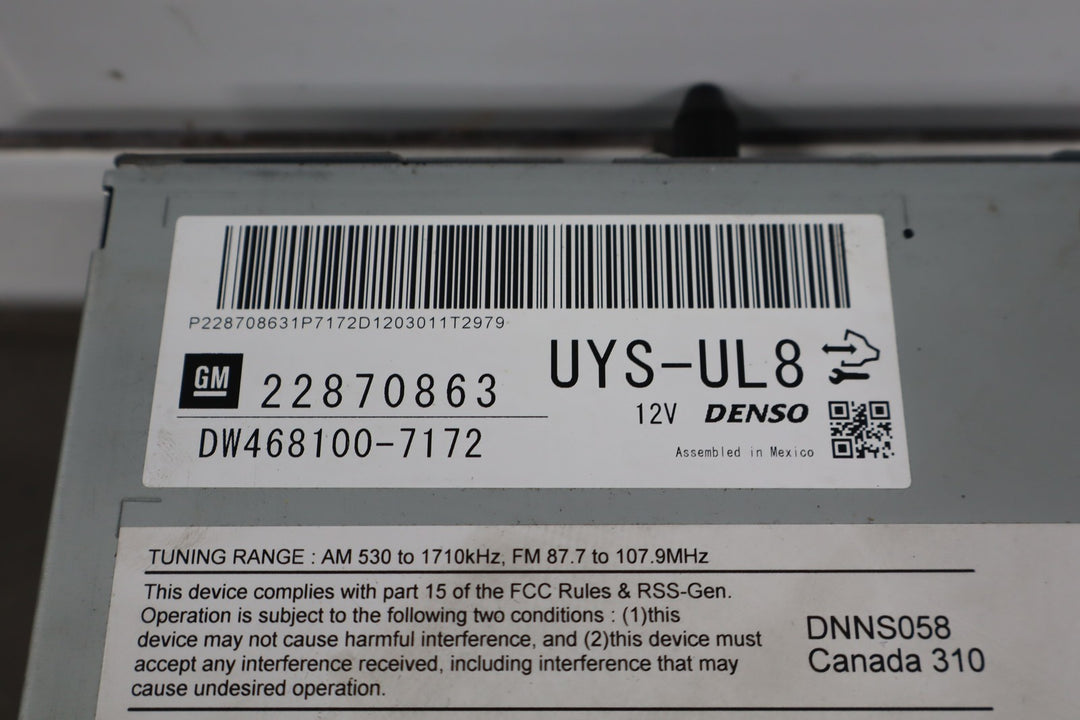 P228708631P7172D1203011T2979
GM 22870863
UYS-UL8
12V DENSO
DW468100-7172
Assembled in Mexico
TUNING RANGE : AM 530 to 1710kHz, FM 87.7 to 107.9MHz
This device complies with part 15 of the FCC Rules & RSS-Gen.
Operation is subject to the following two conditions : (1)this
device may not cause harmful interference, and (2)this device must
accept any interference received, including interference that may
cause undesired operation.
DNNS058
Canada 310